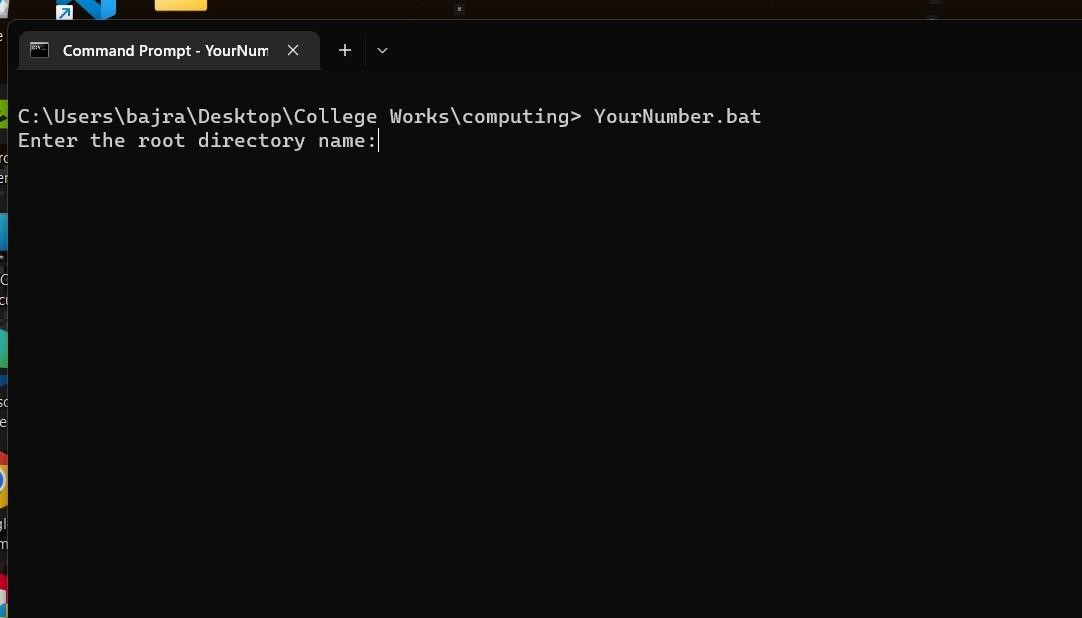 Command Prompt - YourNum
C:\Users\bajra\Desktop\College Works\computing> YourNumber.bat
Enter the root directory name: